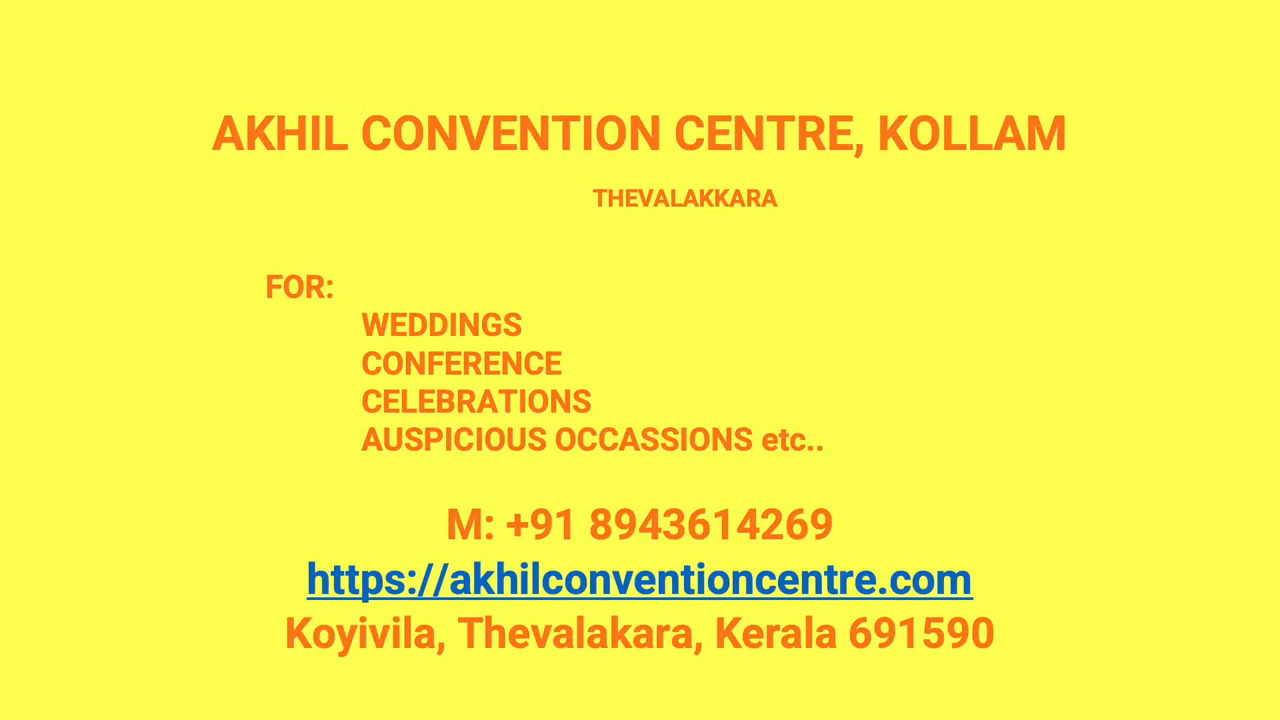 AKHIL CONVENTION CENTRE, KOLLAM
THEVALAKKARA
FOR:
WEDDINGS
CONFERENCE
CELEBRATIONS
AUSPICIOUS OCCASSIONS etc..
M: +91 8943614269
https://akhilconventioncentre.com
Koyivila, Thevalakara, Kerala 691590